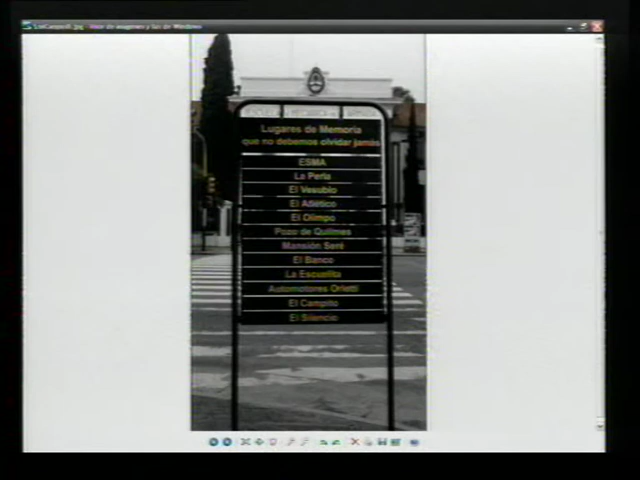 Lugares de Memoria
que no debemos olvidar jamás
ESMA
La Perla
El Vesubio
El Atlético
El Olimpo
Pozo de Quilmes
Mansión Seré
El Banco
La Escuelita
Automotores Orletti
El Campito
El Silencio